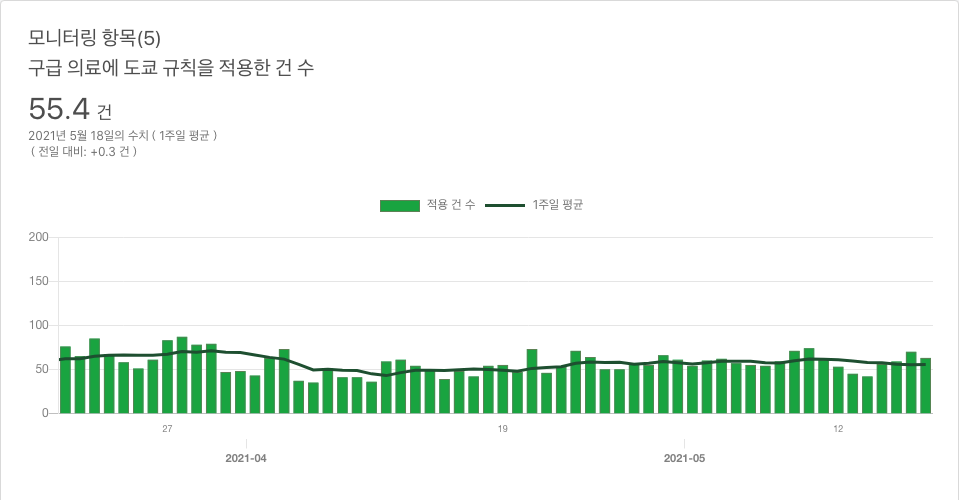 모니터링 항목(5)
구급 의료에 도쿄 규칙을 적용한 건 수
55.4 건
2021년 5월 18일의 수치 ( 1주일 평균 )
( 전일 대비: +0.3 건 )
적용 건 수 1주일 평균
200
150
100
50
0
27 19 12
2021-04 2021-05